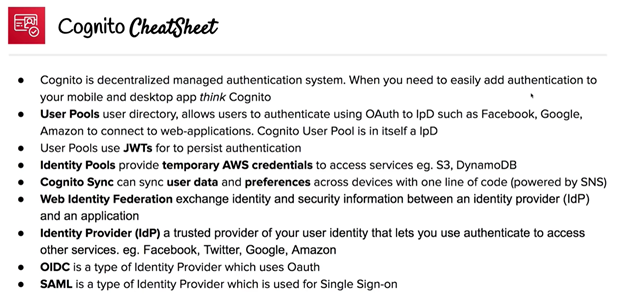 Cognito CheatSheet
● Cognito is decentralized managed authentication system. When you need to easily add authentication to
your mobile and desktop app think Cognito
● User Pools user directory, allows users to authenticate using OAuth to IpD such as Facebook, Google,
Amazon to connect to web-applications. Cognito User Pool is in itself a IpD
● User Pools use JWTs for to persist authentication
● Identity Pools provide temporary AWS credentials to access services eg. S3, DynamoDB
● Cognito Sync can sync user data and preferences across devices with one line of code (powered by SNS)
● Web Identity Federation exchange identity and security information between an identity provider (IdP)
and an application
● Identity Provider (IdP) a trusted provider of your user identity that lets you use authenticate to access
other services. eg. Facebook, Twitter, Google, Amazon
● OIDC is a type of Identity Provider which uses Oauth
● SAML is a type of Identity Provider which is used for Single Sign-on